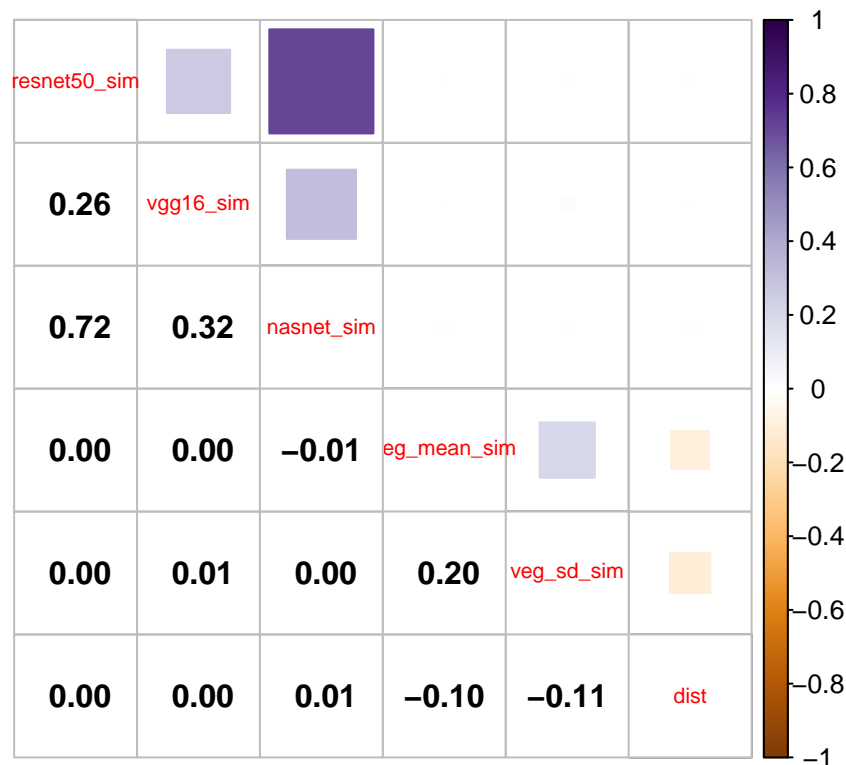 resnet50_sim
0.26 vgg16_sim
0.72 0.32 nasnet_sim
0.00 0.00 −0.01 eg_mean_sim
0.00 0.01 0.00 0.20 veg_sd_sim
0.00 0.00 0.01 −0.10 −0.11 dist
1
0.8
0.6
0.4
0.2
0
−0.2
−0.4
−0.6
−0.8
−1